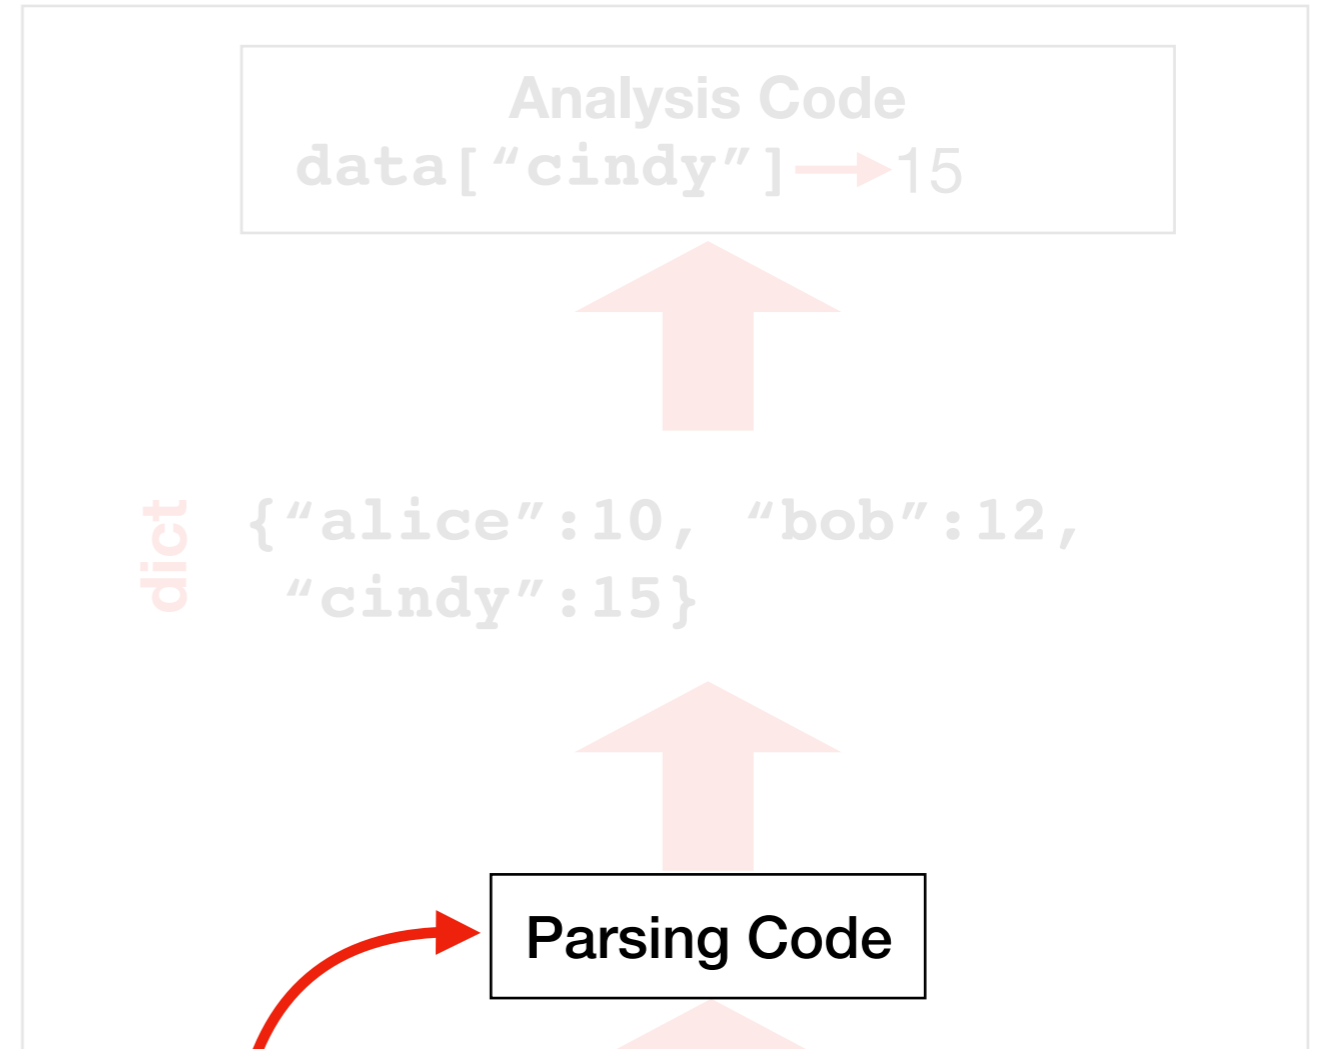 Analysis Code
data[“cindy”] 15
dict
{“alice”:10, “bob”:12,
“cindy”:15}
Parsing Code